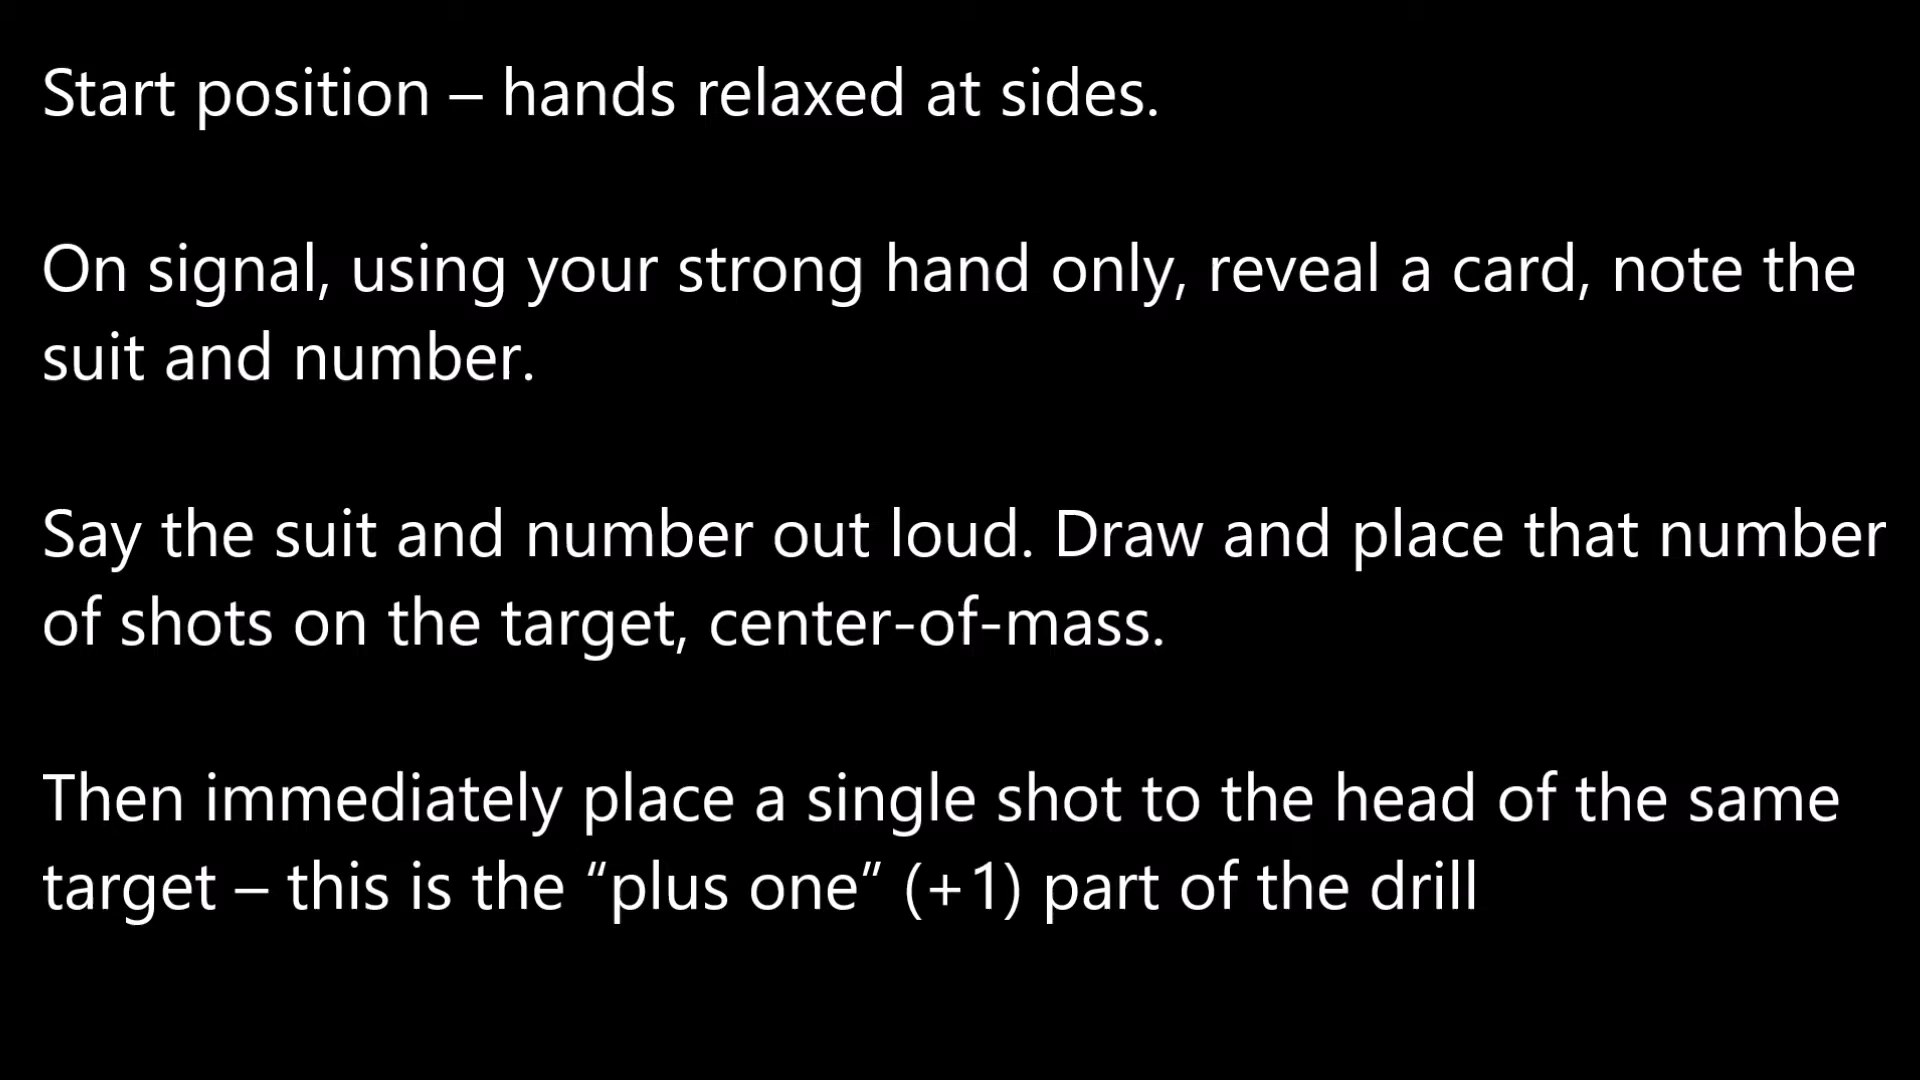 Start position – hands relaxed at sides.
On signal, using your strong hand only, reveal a card, note the
suit and number.
Say the suit and number out loud. Draw and place that number
of shots on the target, center-of-mass.
Then immediately place a single shot to the head of the same
target – this is the “plus one” (+1) part of the drill